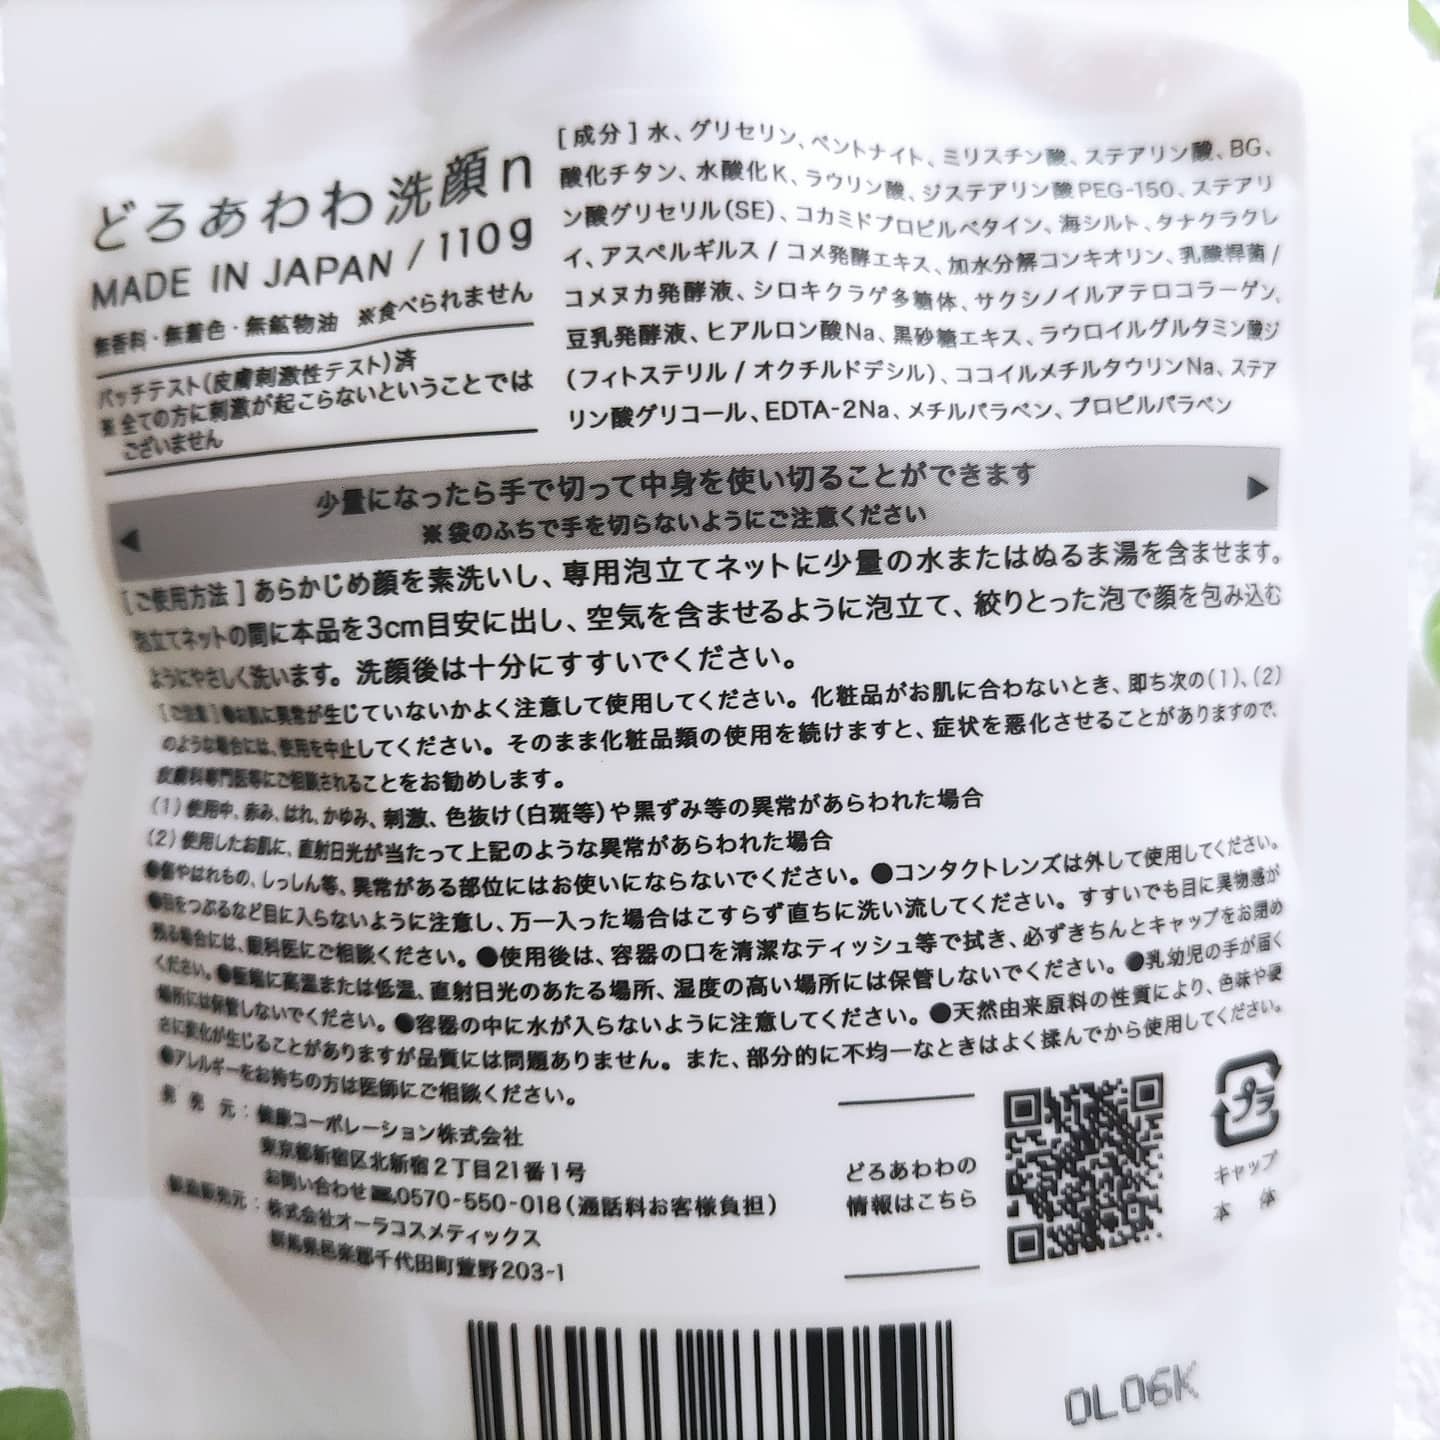 どろあわわ洗顔n
MADE IN JAPAN / 110g
無香料・無着色・無鉱物油 ※食べられません
パッチテスト(皮膚刺激性テスト)済
※ 全ての方に刺激が起こらないということでは
ございません
[成分] 水、グリセリン、ベントナイト、ミリスチン酸、ステアリン酸、BG、
酸化チタン、水酸化K、ラウリン酸、ジステアリン酸PEG-150、ステアリ
ン酸グリセリル(SE)、コカミドプロピルベタイン、海シルト、タナクラクレ
イ、アスペルギルス / コメ発酵エキス、加水分解コンキオリン、乳酸桿菌 /
コメヌカ発酵液、シロキクラゲ多糖体、サクシノイルアテロコラーゲン、
豆乳発酵液、ヒアルロン酸Na、黒砂糖エキス、ラウロイルグルタミン酸ジ
(フィトステリル / オクチルドデシル)、ココイルメチルタウリンNa、ステア
リン酸グリコール、EDTA-2Na、メチルパラベン、プロピルパラベン
少量になったら手で切って中身を使い切ることができます
※ 袋のふちで手を切らないようにご注意ください
[ご使用方法] あらかじめ顔を素洗いし、専用泡立てネットに少量の水またはぬるま湯を含ませます。
泡立てネットの間に本品を3cm目安に出し、空気を含ませるように泡立て、絞りとった泡で顔を包み込む
ようにやさしく洗います。洗顔後は十分にすすいでください。
[ご注意] ●お肌に異常が生じていないかよく注意して使用してください。化粧品がお肌に合わないとき、即ち次の(1)、(2)
のような場合には、使用を中止してください。そのまま化粧品類の使用を続けますと、症状を悪化させることがありますので、
皮膚科専門医等にご相談されることをお勧めします。
(1) 使用中、赤み、はれ、かゆみ、刺激、色抜け(白斑等)や黒ずみ等の異常があらわれた場合
(2) 使用したお肌に、直射日光が当たって上記のような異常があらわれた場合
●傷やはれもの、しっしん等、異常がある部位にはお使いにならないでください。●コンタクトレンズは外して使用してください。
●目をつぶるなど目に入らないように注意し、万一入った場合はこすらず直ちに洗い流してください。すすいでも目に異物感が
残る場合には、眼科医にご相談ください。●使用後は、容器の口を清潔なティッシュ等で拭き、必ずきちんとキャップをお閉め
ください。●極端に高温または低温、直射日光のあたる場所、湿度の高い場所には保管しないでください。●乳幼児の手が届く
場所には保管しないでください。●容器の中に水が入らないように注意してください。●天然由来原料の性質により、色味や硬
さに変化が生じることがありますが品質には問題ありません。また、部分的に不均一なときはよく揉んでから使用してください。
●アレルギーをお持ちの方は医師にご相談ください。
発売元:健康コーポレーション株式会社
東京都新宿区北新宿2丁目21番1号
お問い合わせ ☎0570-550-018(通話料お客様負担)
製造販売元:株式会社オーラコスメティックス
群馬県邑楽郡千代田町萱野203-1
どろあわわの
情報はこちら
プラ
キャップ
本体
0L06K